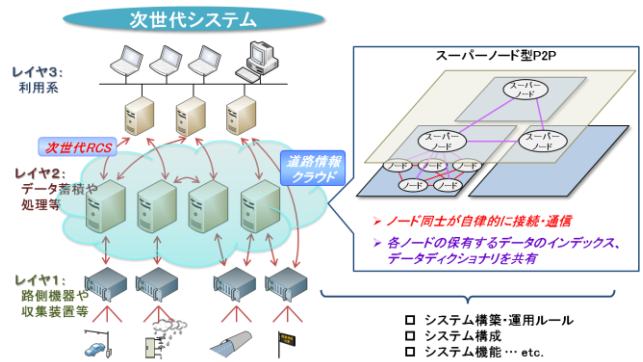 次世代システム
レイヤ3:
利用系
次世代RCS
道路情報
クラウド
レイヤ2:
データ蓄積や
処理等
レイヤ1:
路側機器や
収集装置等
スーパーノード型P2P
スーパー
ノード
スーパー
ノード
スーパー
ノード
ノード
ノード
ノード
ノード
ノード
➢ ノード同士が自律的に接続・通信
➢ 各ノードの保有するデータのインデックス、
データディクショナリを共有
□ システム構築・運用ルール
□ システム構成
□ システム機能 … etc.